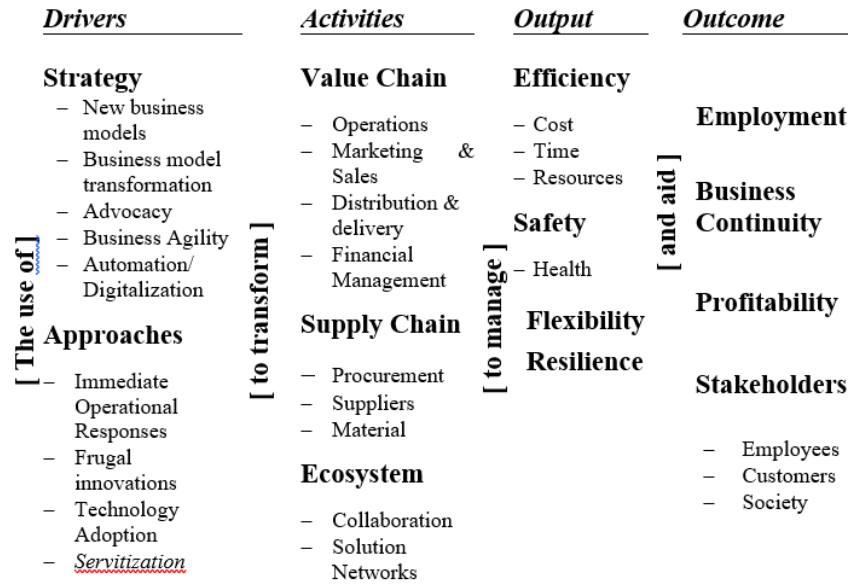 Drivers
Strategy
– New business
models
– Business model
transformation
– Advocacy
– Business Agility
– Automation/
Digitalization
[ The use of ]
Approaches
– Immediate
Operational
Responses
– Frugal
innovations
– Technology
Adoption
– Servitization
[ to transform ]
Activities
Value Chain
– Operations
– Marketing &
Sales
– Distribution &
delivery
– Financial
Management
Supply Chain
– Procurement
– Suppliers
– Material
Ecosystem
– Collaboration
– Solution
Networks
[ to manage ]
Output
Efficiency
– Cost
– Time
– Resources
Safety
– Health
Flexibility
Resilience
[ and aid ]
Outcome
Employment
Business
Continuity
Profitability
Stakeholders
– Employees
– Customers
– Society